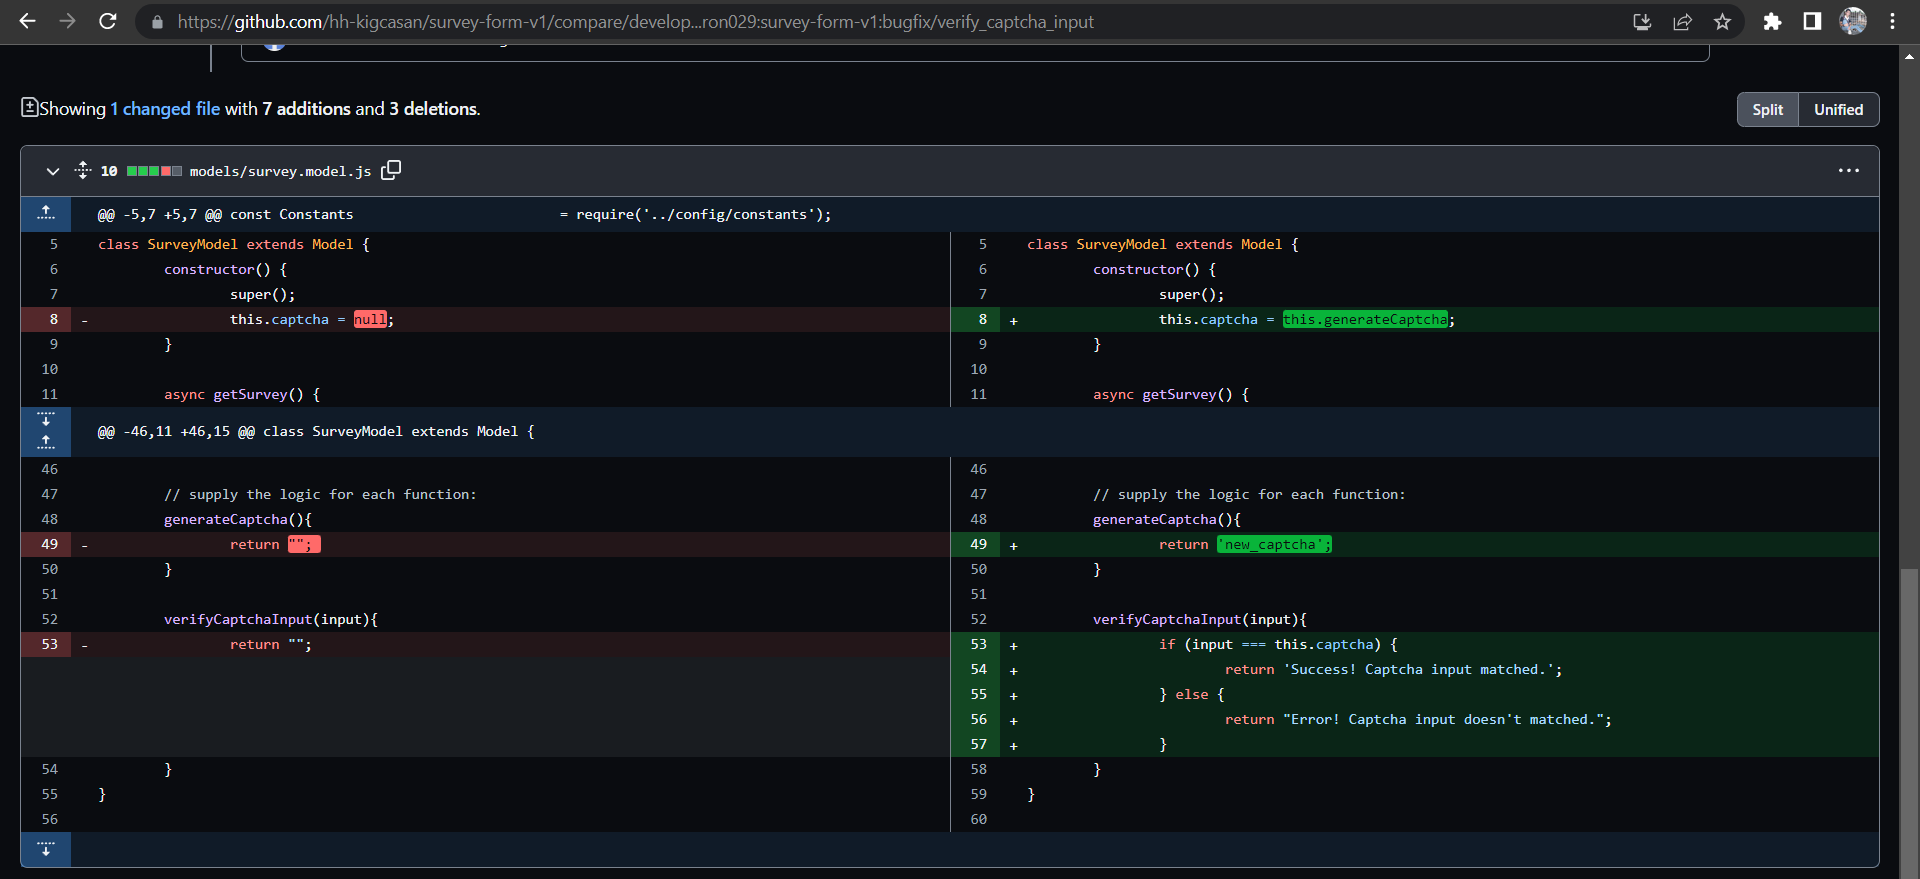 https://github.com/hh-kigcasan/survey-form-v1/compare/develop...ron029:survey-form-v1:bugfix/verify_captcha_input
Showing 1 changed file with 7 additions and 3 deletions.
Split Unified
10 models/survey.model.js
@@ -5,7 +5,7 @@ const Constants = require('../config/constants');
5 class SurveyModel extends Model {
6 constructor() {
7 super();
8 - this.captcha = null;
9 }
10
11 async getSurvey() {
5 class SurveyModel extends Model {
6 constructor() {
7 super();
8 + this.captcha = this.generateCaptcha;
9 }
10
11 async getSurvey() {
@@ -46,11 +46,15 @@ class SurveyModel extends Model {
46
47 // supply the logic for each function:
48 generateCaptcha(){
49 - return "";
50 }
51
52 verifyCaptchaInput(input){
53 - return "";
54 }
55 }
56
46
47 // supply the logic for each function:
48 generateCaptcha(){
49 + return 'new_captcha';
50 }
51
52 verifyCaptchaInput(input){
53 + if (input === this.captcha) {
54 + return 'Success! Captcha input matched.';
55 + } else {
56 + return "Error! Captcha input doesn't matched.";
57 + }
58 }
59 }
60